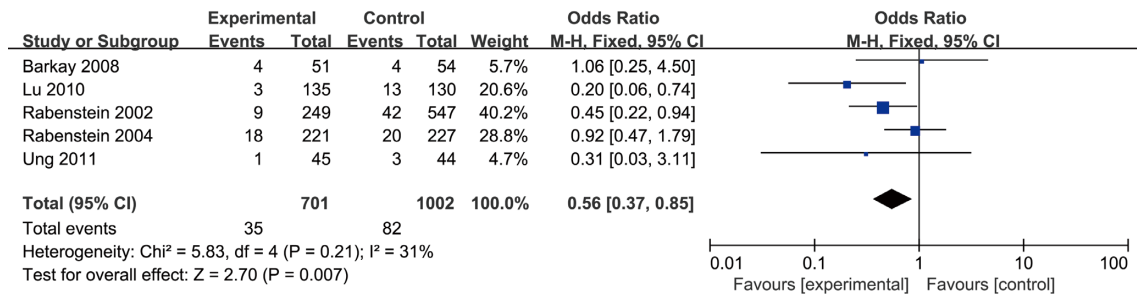 Experimental Control Odds Ratio Odds Ratio
Study or Subgroup Events Total Events Total Weight M-H, Fixed, 95% CI M-H, Fixed, 95% CI
Barkay 2008 4 51 4 54 5.7% 1.06 [0.25, 4.50]
Lu 2010 3 135 13 130 20.6% 0.20 [0.06, 0.74]
Rabenstein 2002 9 249 42 547 40.2% 0.45 [0.22, 0.94]
Rabenstein 2004 18 221 20 227 28.8% 0.92 [0.47, 1.79]
Ung 2011 1 45 3 44 4.7% 0.31 [0.03, 3.11]
Total (95% CI) 701 1002 100.0% 0.56 [0.37, 0.85]
Total events 35 82
Heterogeneity: Chi² = 5.83, df = 4 (P = 0.21); I² = 31%
Test for overall effect: Z = 2.70 (P = 0.007)
0.01 0.1 1 10 100
Favours [experimental] Favours [control]